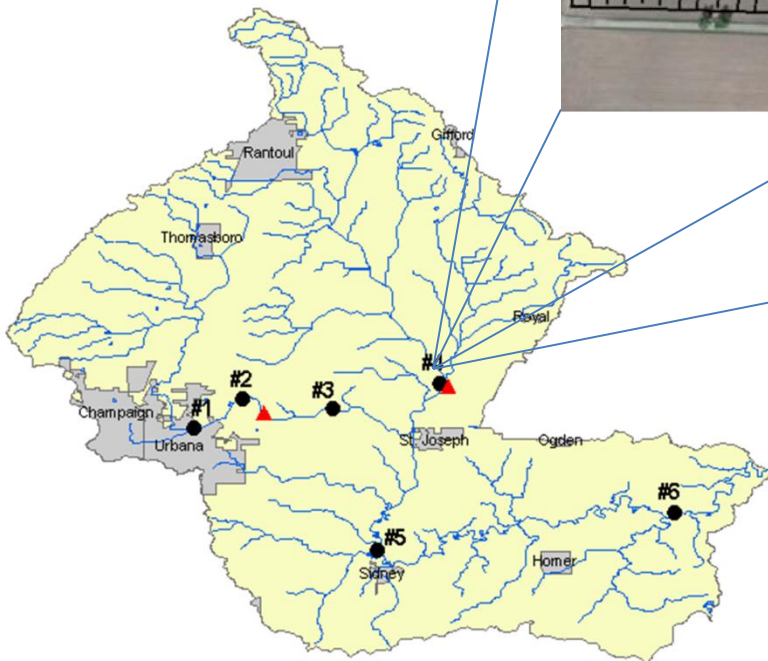 Gifford
Rantoul
Thomasboro
Royal
#4
#2
#3
#1
Champaign
Urbana
St. Joseph
Ogden
#6
#5
Homer
Sidney